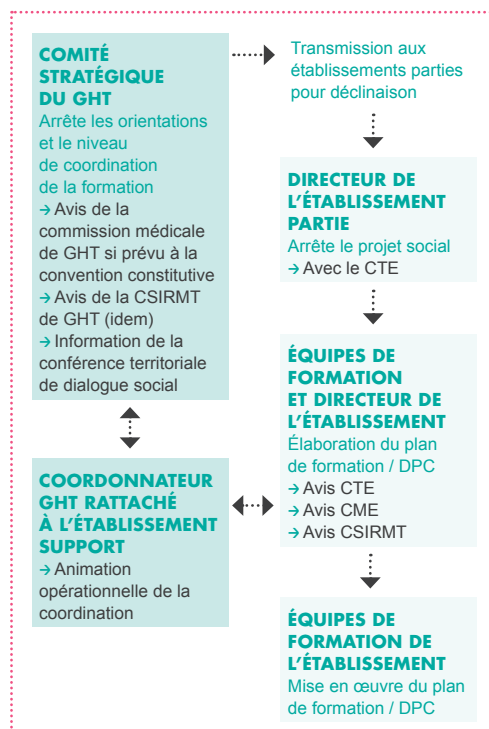 COMITÉ
STRATÉGIQUE
DU GHT
Arrête les orientations
et le niveau
de coordination
de la formation
→ Avis de la
commission médicale
de GHT si prévu à la
convention constitutive
→ Avis de la CSIRMT
de GHT (idem)
→ Information de la
conférence territoriale
de dialogue social
COORDONNATEUR
GHT RATTACHÉ
À L'ÉTABLISSEMENT
SUPPORT
→ Animation
opérationnelle de la
coordination
Transmission aux
établissements parties
pour déclinaison
DIRECTEUR DE
L'ÉTABLISSEMENT
PARTIE
Arrête le projet social
→ Avec le CTE
ÉQUIPES DE
FORMATION
ET DIRECTEUR DE
L'ÉTABLISSEMENT
Élaboration du plan
de formation / DPC
→ Avis CTE
→ Avis CME
→ Avis CSIRMT
ÉQUIPES DE
FORMATION DE
L'ÉTABLISSEMENT
Mise en œuvre du plan
de formation / DPC